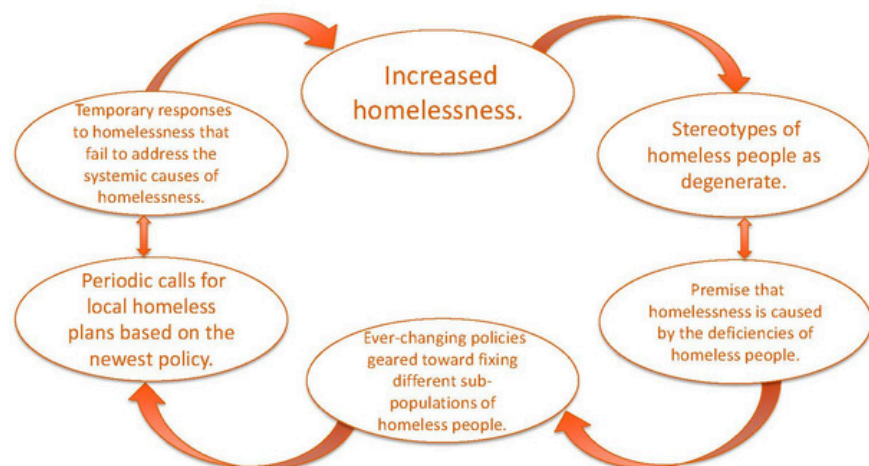 Increased
homelessness.
Stereotypes of
homeless people as
degenerate.
Premise that
homelessness is caused
by the deficiencies of
homeless people.
Ever-changing policies
geared toward fixing
different sub-
populations of
homeless people.
Periodic calls for
local homeless
plans based on the
newest policy.
Temporary responses
to homelessness that
fail to address the
systemic causes of
homelessness.